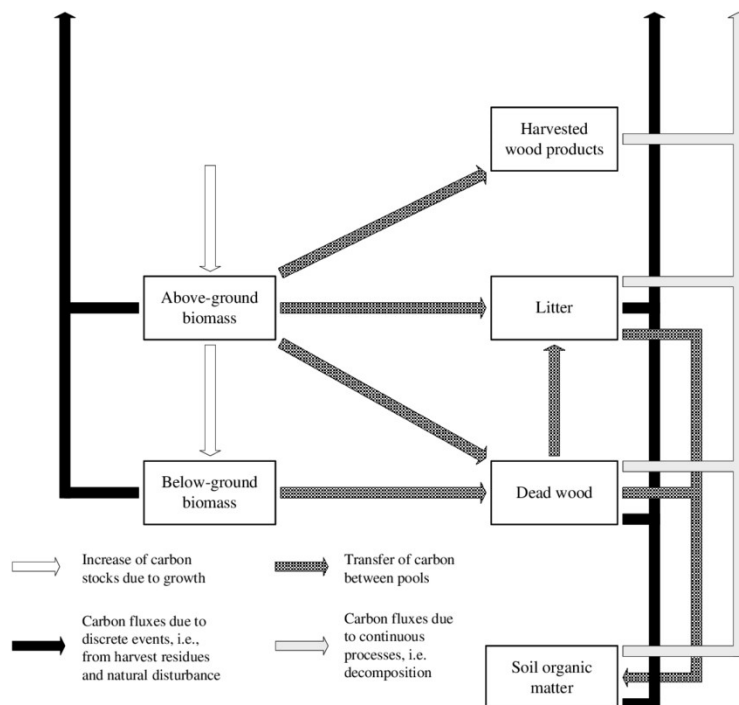 Harvested
wood products
Above-ground
biomass
Litter
Below-ground
biomass
Dead wood
Increase of carbon
stocks due to growth
Transfer of carbon
between pools
Carbon fluxes due to
discrete events, i.e.,
from harvest residues
and natural disturbance
Carbon fluxes due
to continuous
processes, i.e.
decomposition
Soil organic
matter